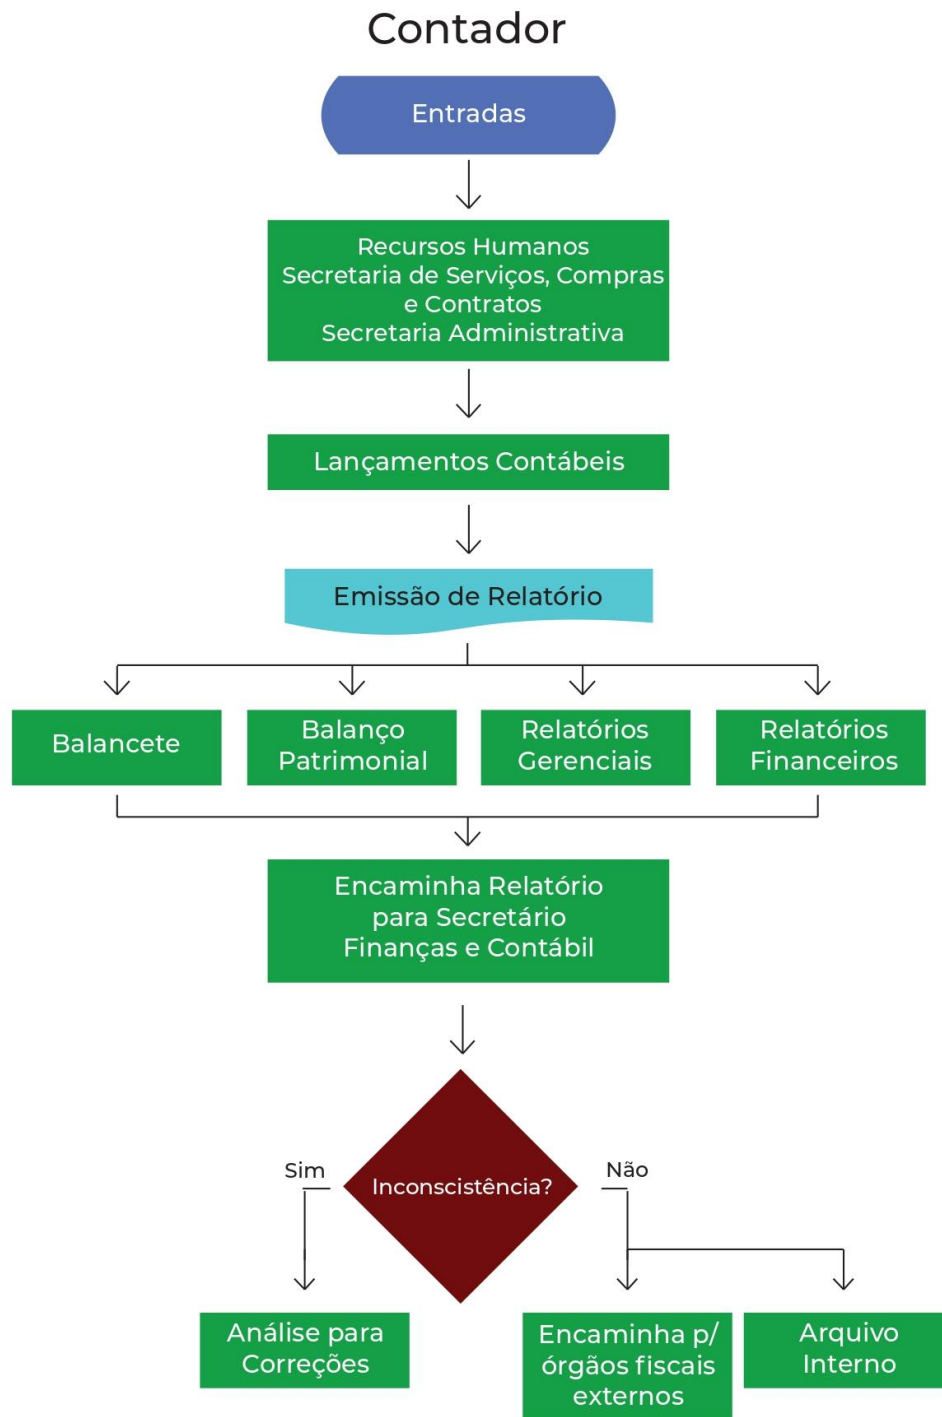 Contador
Entradas
Recursos Humanos
Secretaria de Serviços, Compras
e Contratos
Secretaria Administrativa
Lançamentos Contábeis
Emissão de Relatório
Balancete
Balanço
Patrimonial
Relatórios
Gerenciais
Relatórios
Financeiros
Encaminha Relatório
para Secretário
Finanças e Contábil
Sim
Inconscistência?
Não
Análise para
Correções
Encaminha p/
órgãos fiscais
externos
Arquivo
Interno